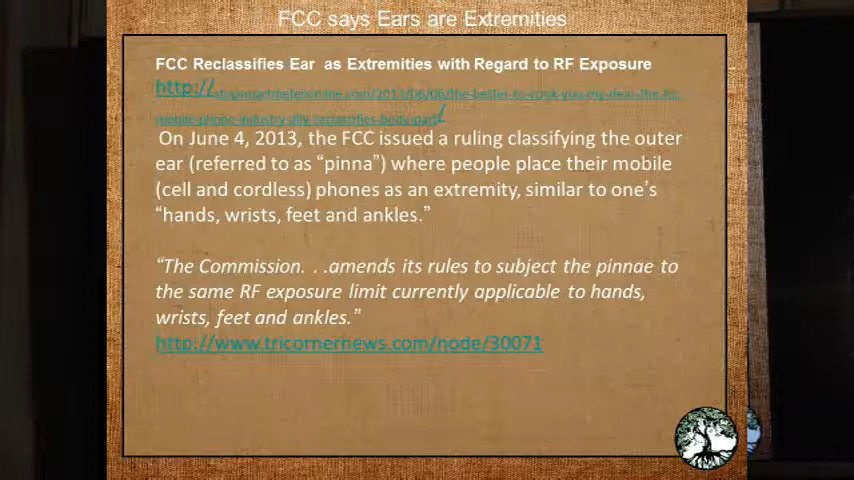 FCC says Ears are Extremities
FCC Reclassifies Ear as Extremities with Regard to RF Exposure
http://
On June 4, 2013, the FCC issued a ruling classifying the outer
ear (referred to as “pinna”) where people place their mobile
(cell and cordless) phones as an extremity, similar to one’s
“hands, wrists, feet and ankles.”
“The Commission. . .amends its rules to subject the pinnae to
the same RF exposure limit currently applicable to hands,
wrists, feet and ankles.”
http://www.tricornernews.com/node/30071